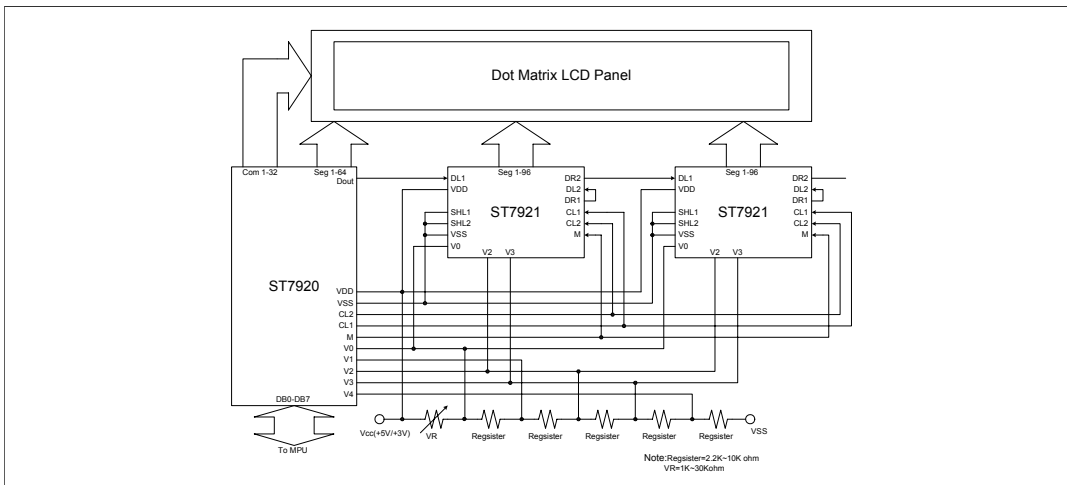 Dot Matrix LCD Panel
Com 1-32
Seg 1-64
Dout
ST7920
VDD
VSS
CL2
CL1
M
V0
V1
V2
V3
V4
DB0-DB7
To MPU
Seg 1-96
DL1
VDD
SHL1
SHL2
VSS
V0
ST7921
DR2
DL2
DR1
CL1
CL2
M
V2
V3
Seg 1-96
DL1
VDD
SHL1
SHL2
VSS
V0
ST7921
DR2
DL2
DR1
CL1
CL2
M
V2
V3
Vcc(+5V/+3V)
VR
Regsister
Regsister
Regsister
Regsister
Regsister
VSS
Note:Regsister=2.2K~10K ohm
VR=1K~30Kohm